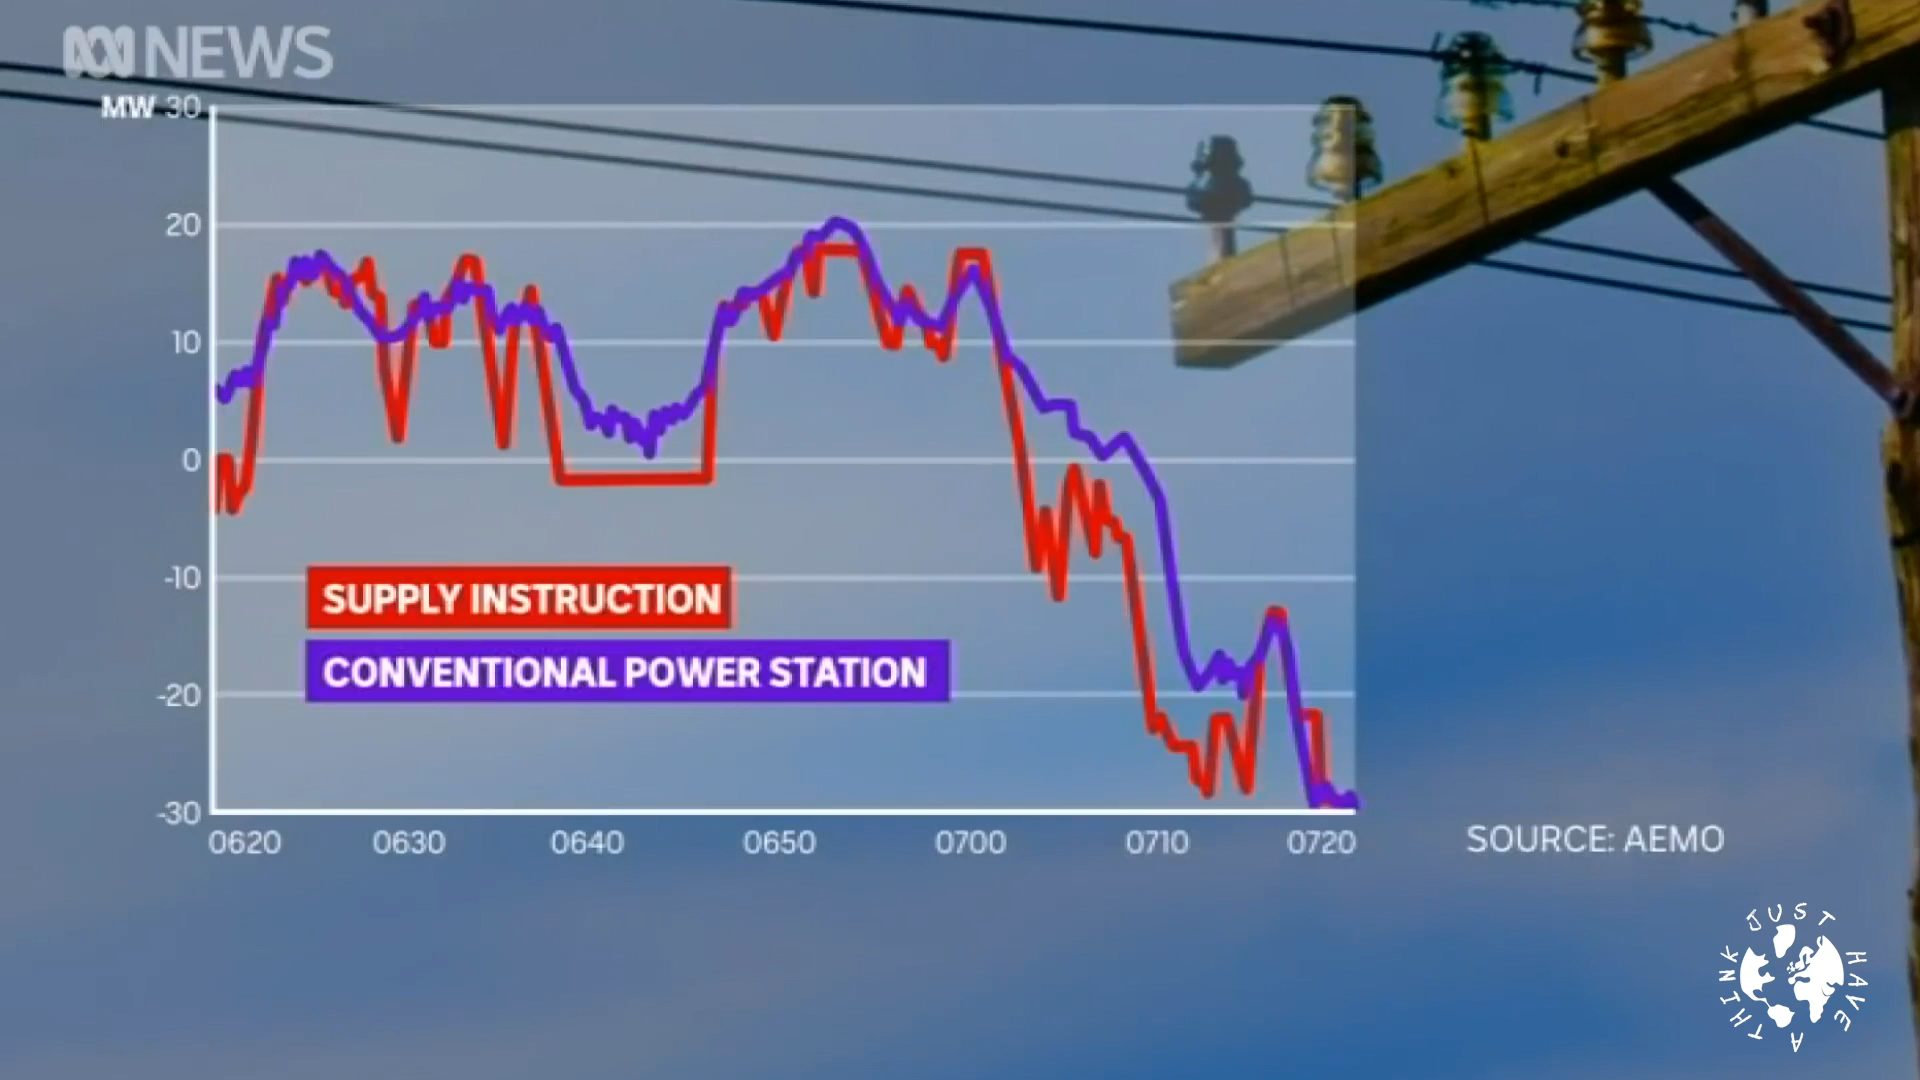 NEWS
MW 30
20
10
0
-10
SUPPLY INSTRUCTION
CONVENTIONAL POWER STATION
-20
-30
0620 0630 0640 0650 0700 0710 0720
SOURCE: AEMO
JUST HAVE A THINK